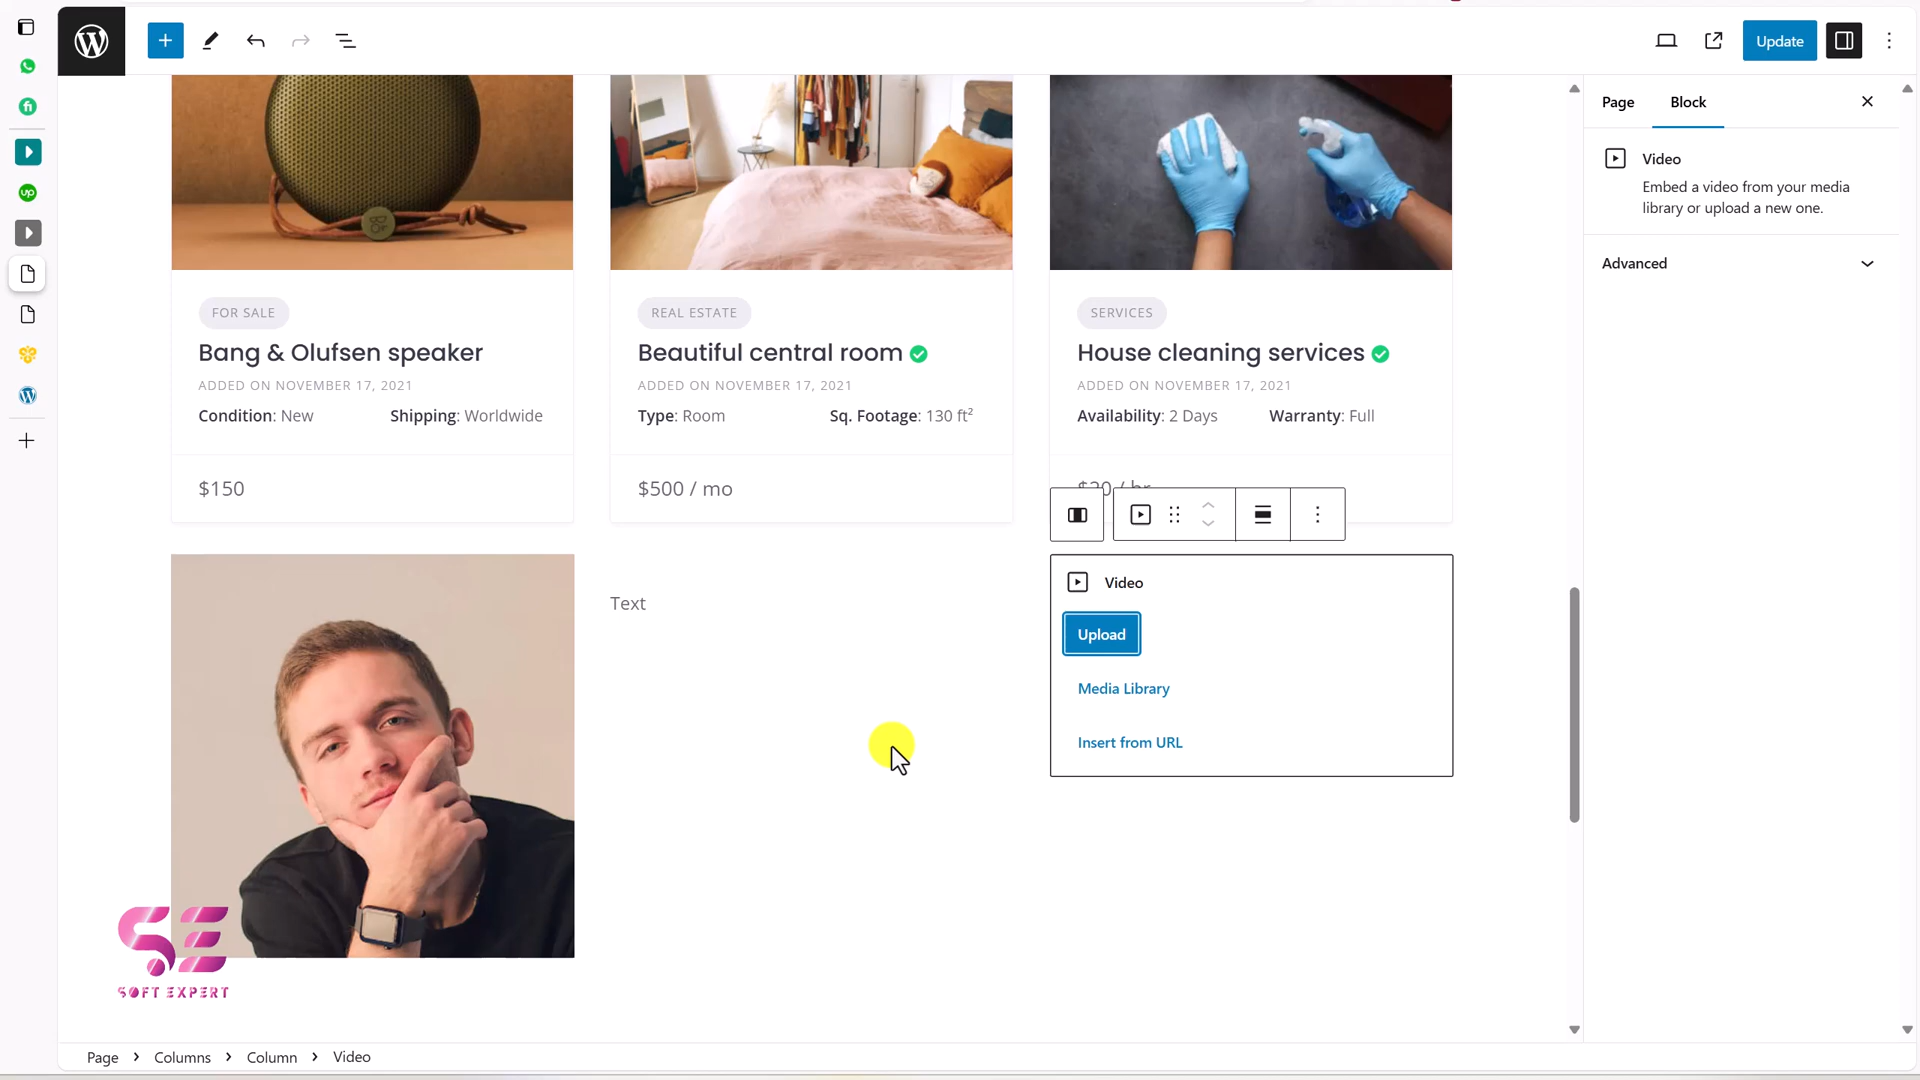 Update
Page
Block
Video
Embed a video from your media
library or upload a new one.
Advanced
FOR SALE
Bang & Olufsen speaker
ADDED ON NOVEMBER 17, 2021
Condition: New
Shipping: Worldwide
$150
REAL ESTATE
Beautiful central room
ADDED ON NOVEMBER 17, 2021
Type: Room
Sq. Footage: 130 ft²
$500 / mo
SERVICES
House cleaning services
ADDED ON NOVEMBER 17, 2021
Availability: 2 Days
Warranty: Full
Text
Video
Upload
Media Library
Insert from URL
SE
SOFT EXPERT
Page > Columns > Column > Video